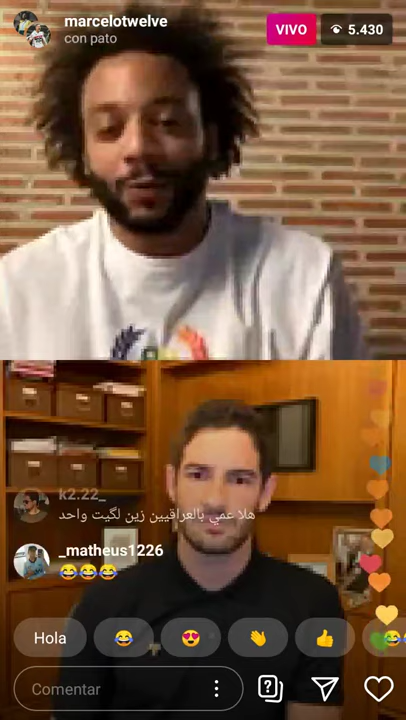 marcelotwelve
con pato
VIVO
5.430
k2.22_
هلا عمي بالعراقيين زين لگيت واحد
_matheus1226
😂😂😂
Hola 😂 😍 👏 👍 😂
Comentar